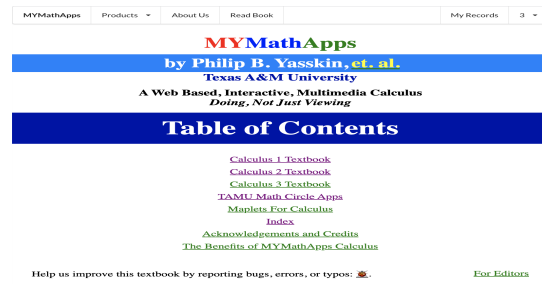 MYMathApps Products About Us Read Book My Records 3
MYMathApps
by Philip B. Yasskin, et. al.
Texas A&M University
A Web Based, Interactive, Multimedia Calculus
Doing, Not Just Viewing
Table of Contents
Calculus 1 Textbook
Calculus 2 Textbook
Calculus 3 Textbook
TAMU Math Circle Apps
Maplets For Calculus
Index
Acknowledgements and Credits
The Benefits of MYMathApps Calculus
Help us improve this textbook by reporting bugs, errors, or typos: . For Editors